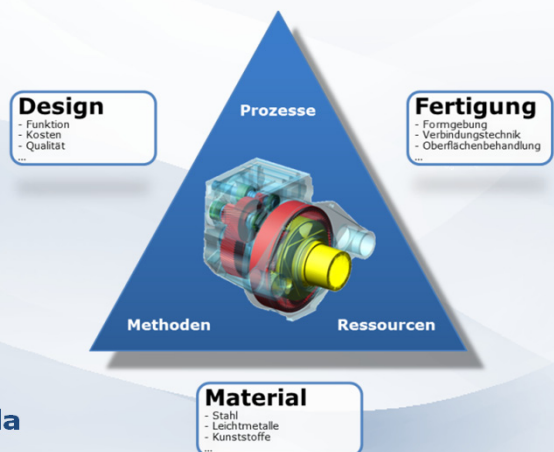 Prozesse
Design
- Funktion
- Kosten
- Qualität
...
Fertigung
- Formgebung
- Verbindungstechnik
- Oberflächenbehandlung
...
Methoden
Ressourcen
Material
- Stahl
- Leichtmetalle
- Kunststoffe
...